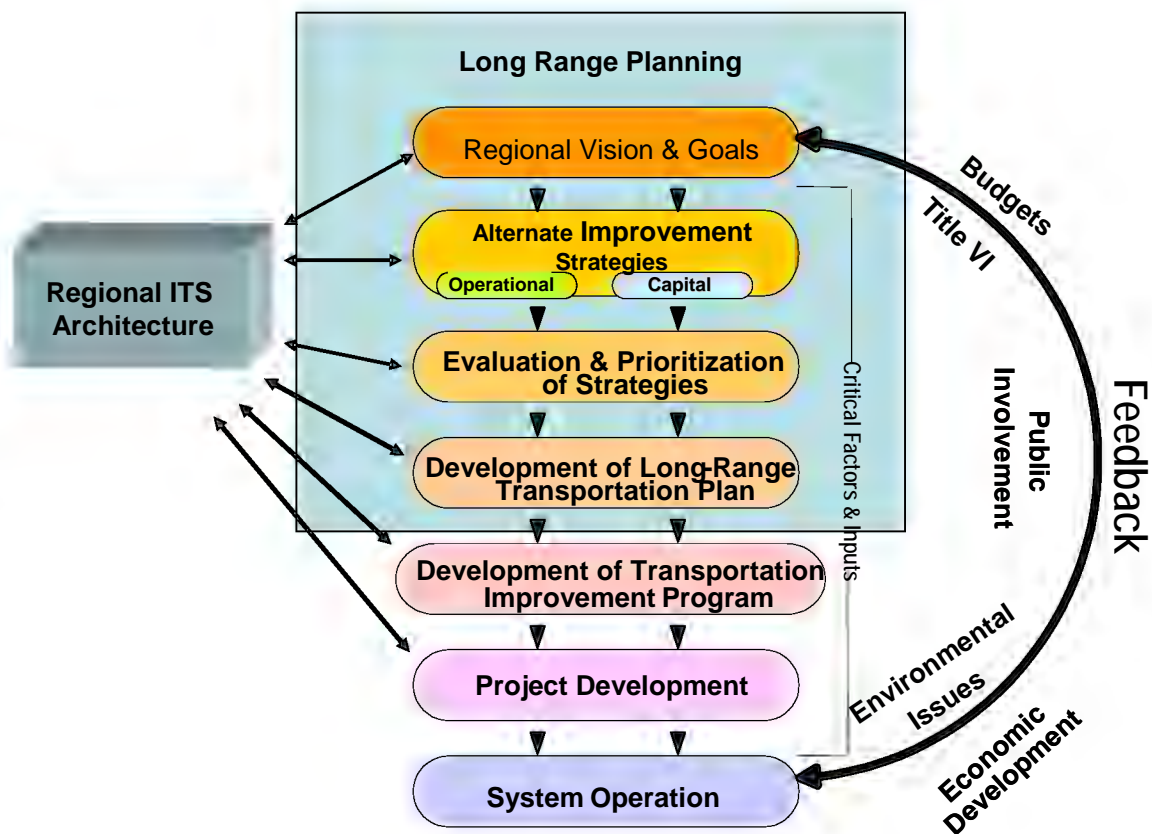 Long Range Planning
Regional Vision & Goals
Alternate Improvement
Strategies
Operational
Capital
Regional ITS
Architecture
Evaluation & Prioritization
of Strategies
Development of Long-Range
Transportation Plan
Development of Transportation
Improvement Program
Project Development
System Operation
Critical Factors & Inputs
Budgets
Title VI
Public
Involvement
Environmental
Issues
Economic
Development
Feedback